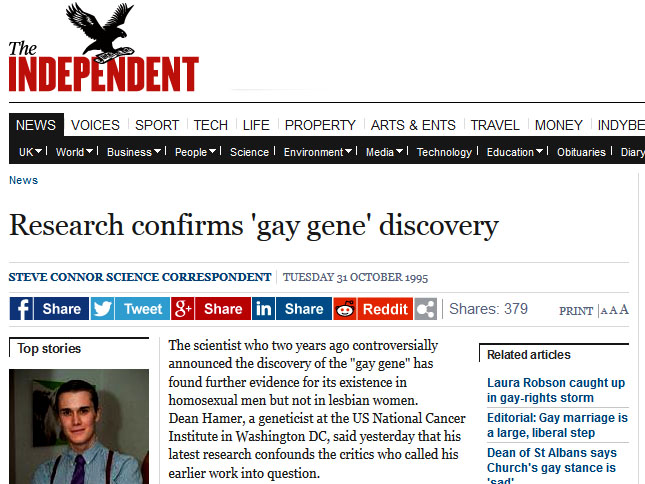 The
INDEPENDENT
NEWS VOICES SPORT TECH LIFE PROPERTY ARTS & ENTS TRAVEL MONEY INDYBE
UK World Business People Science Environment Media Technology Education Obituaries Diary
News
Research confirms 'gay gene' discovery
STEVE CONNOR SCIENCE CORRESPONDENT TUESDAY 31 OCTOBER 1995
f Share Tweet g+ Share in Share Reddit Shares: 379 PRINT A A A
Top stories
The scientist who two years ago controversially
announced the discovery of the "gay gene" has
found further evidence for its existence in
homosexual men but not in lesbian women.
Dean Hamer, a geneticist at the US National Cancer
Institute in Washington DC, said yesterday that his
latest research confounds the critics who called his
earlier work into question.
Related articles
Laura Robson caught up
in gay-rights storm
Editorial: Gay marriage is
a large, liberal step
Dean of St Albans says
Church's gay stance is
'sad'